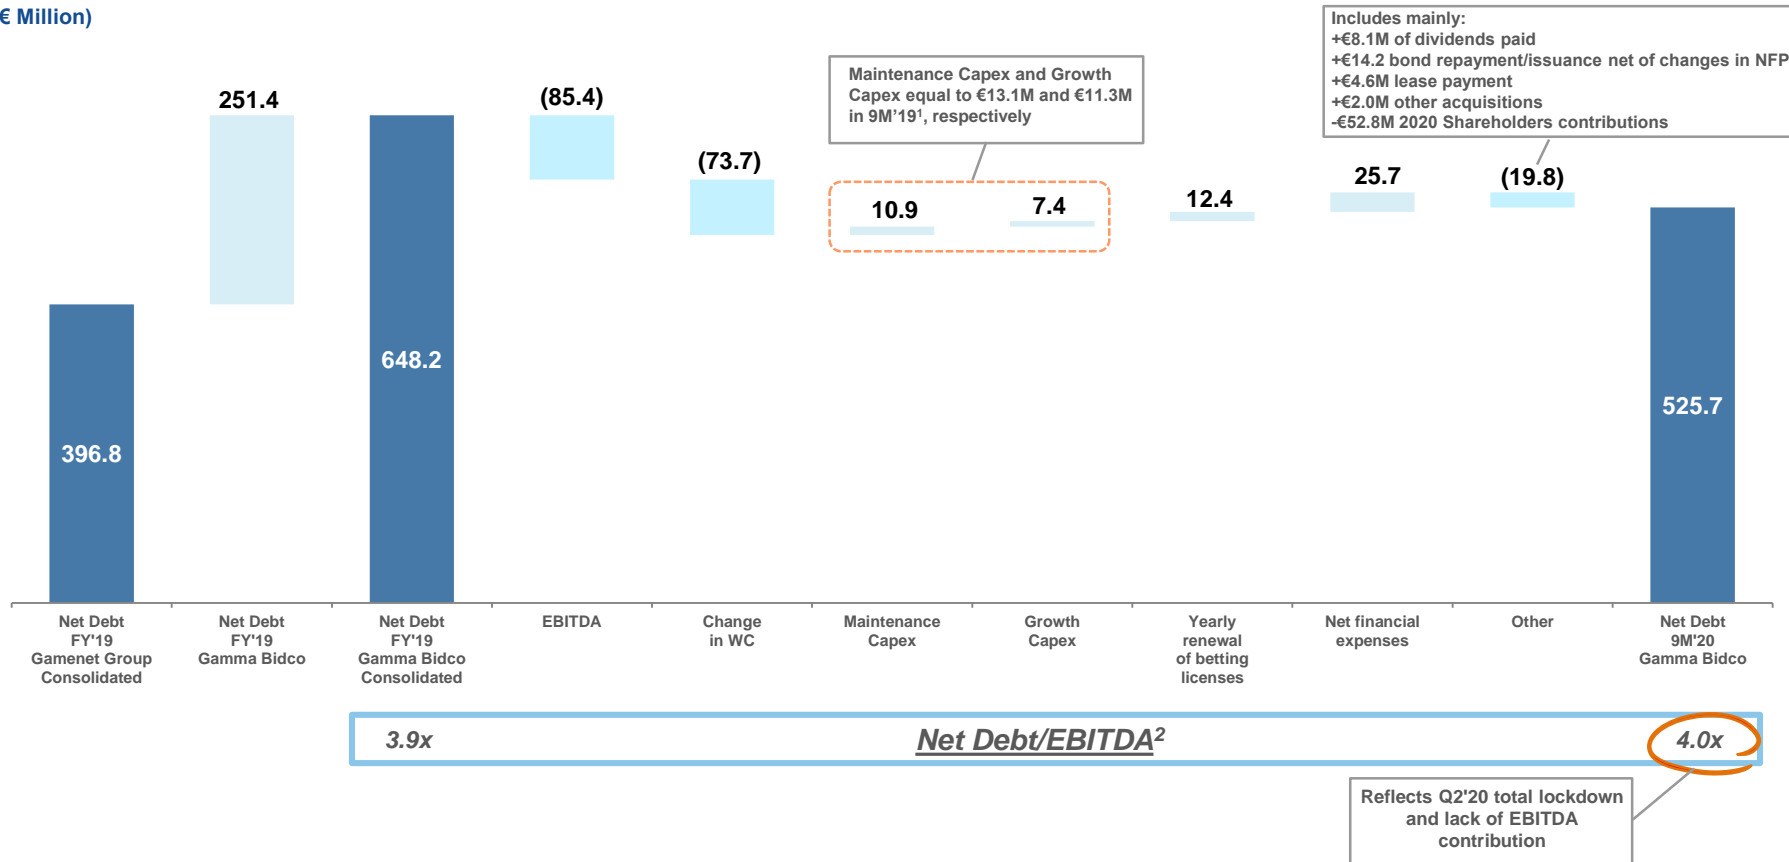 € Million)
Includes mainly:
+€8.1M of dividends paid
+€14.2 bond repayment/issuance net of changes in NFP
+€4.6M lease payment
+€2.0M other acquisitions
-€52.8M 2020 Shareholders contributions
Maintenance Capex and Growth
Capex equal to €13.1M and €11.3M
in 9M'19¹, respectively
251.4
(85.4)
(73.7)
10.9
7.4
12.4
25.7
(19.8)
648.2
396.8
525.7
Net Debt
FY'19
Gamenet Group
Consolidated
Net Debt
FY'19
Gamma Bidco
Net Debt
FY'19
Gamma Bidco
Consolidated
EBITDA
Change
in WC
Maintenance
Capex
Growth
Capex
Yearly
renewal
of betting
licenses
Net financial
expenses
Other
Net Debt
9M'20
Gamma Bidco
3.9x
Net Debt/EBITDA²
4.0x
Reflects Q2'20 total lockdown
and lack of EBITDA
contribution